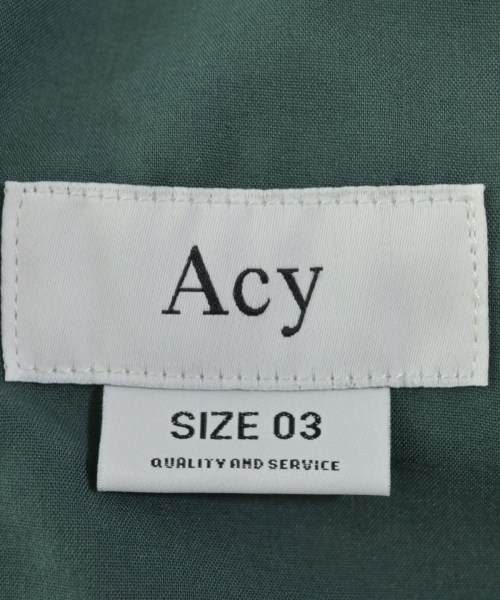 Acy
SIZE 03
QUALITY AND SERVICE